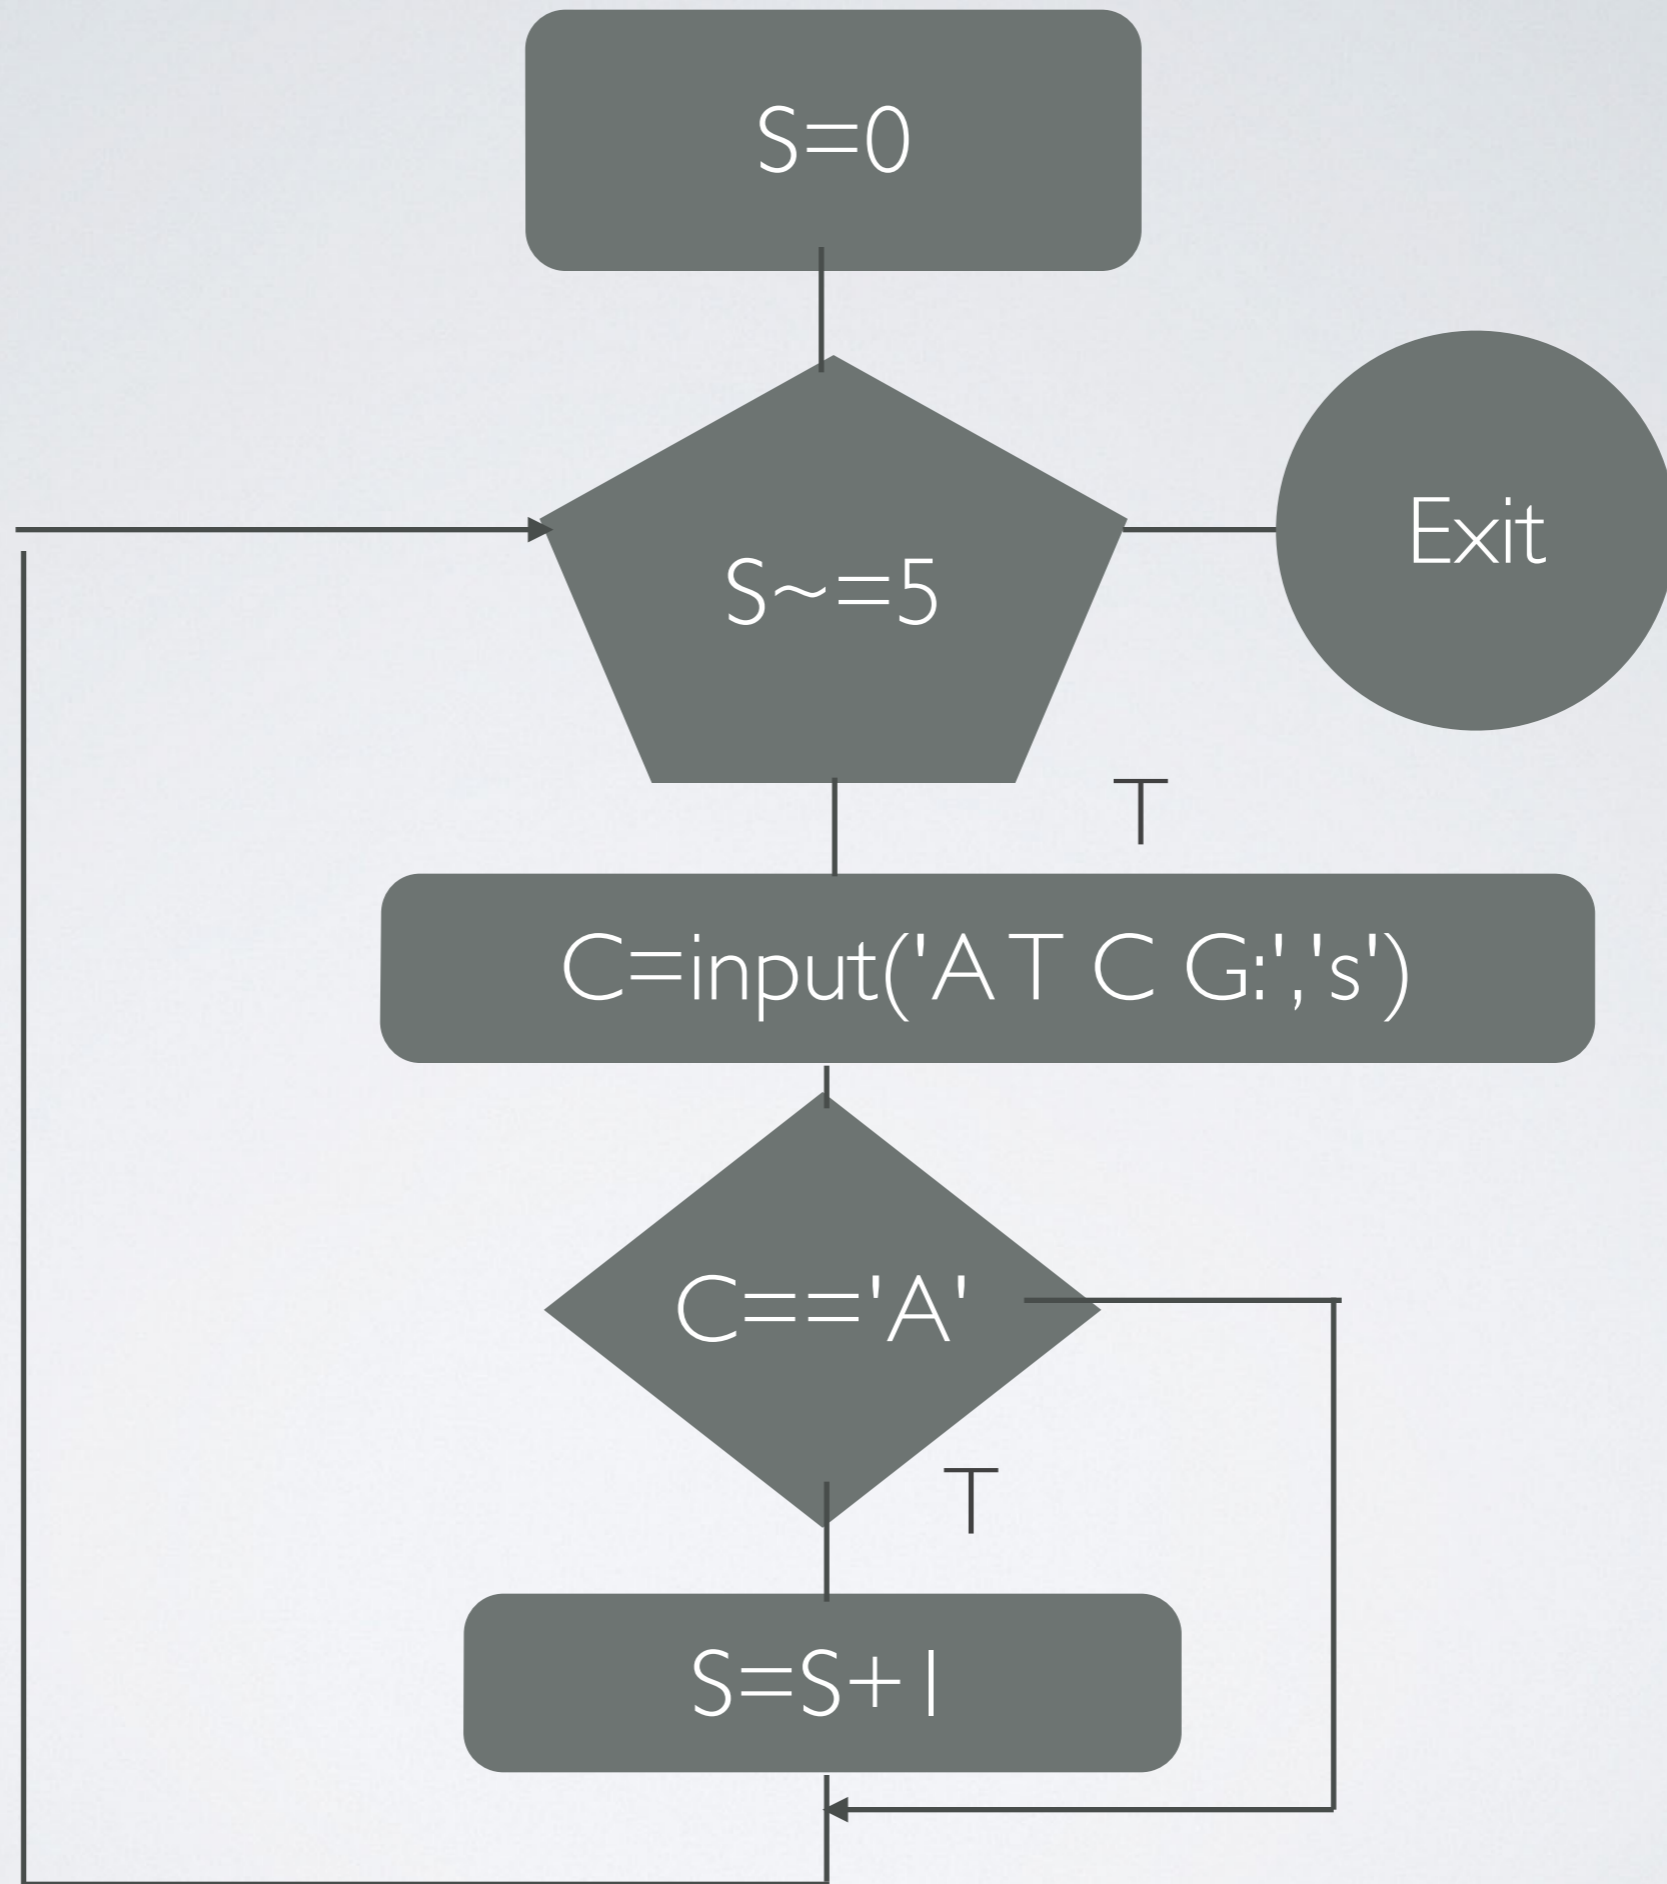 S=0
Exit
S~=5
T
C=input('A T C G:','s')
C=='A'
T
S=S+1